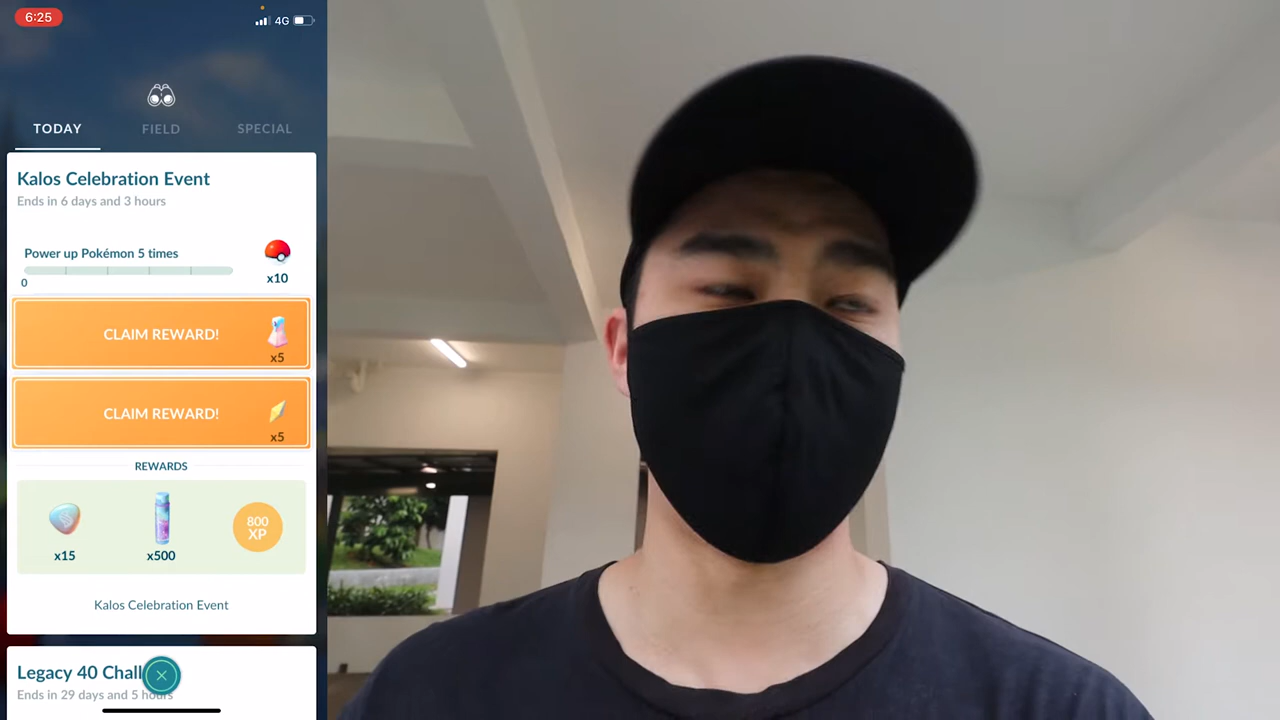 6:25
4G
TODAY
FIELD
SPECIAL
Kalos Celebration Event
Ends in 6 days and 3 hours
Power up Pokémon 5 times
0
x10
CLAIM REWARD!
x5
CLAIM REWARD!
x5
REWARDS
800
XP
x15
x500
Kalos Celebration Event
Legacy 40 Chall
Ends in 29 days and 5 hours